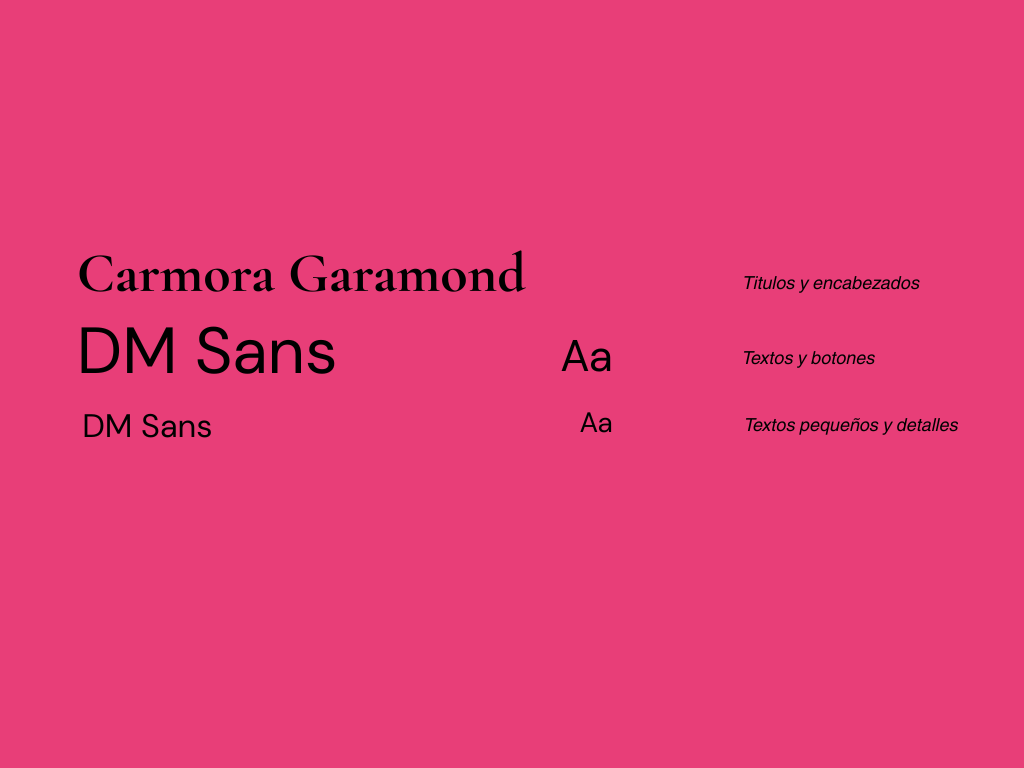 Carmora Garamond
Titulos y encabezados
DM Sans
Aa
Textos y botones
DM Sans
Aa
Textos pequeños y detalles